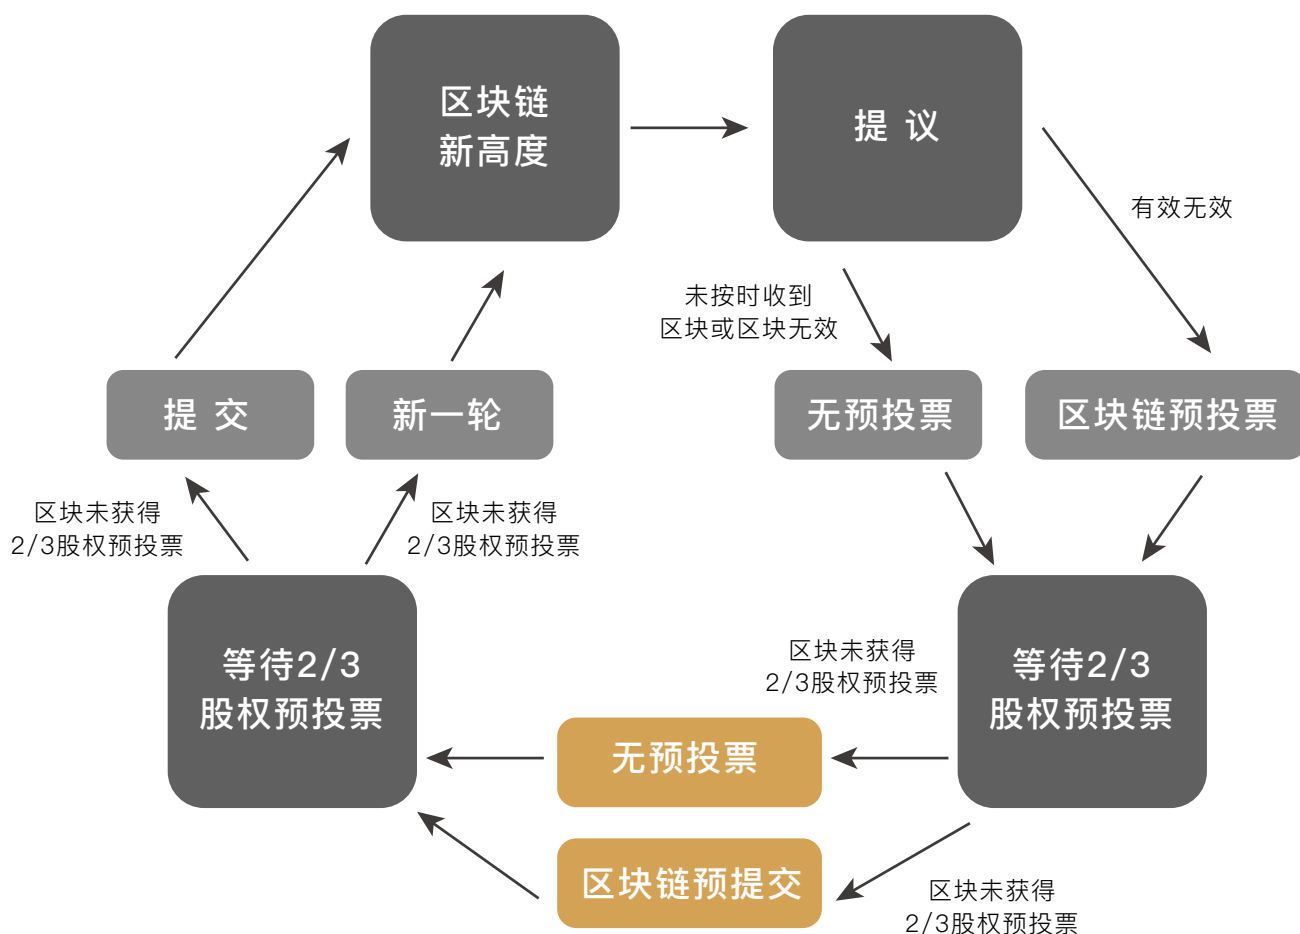 区块链
新高度
提 议
有效无效
未按时收到
区块或区块无效
提 交
新一轮
无预投票
区块链预投票
区块未获得
2/3股权预投票
区块未获得
2/3股权预投票
等待2/3
股权预投票
区块未获得
2/3股权预投票
等待2/3
股权预投票
无预投票
区块链预提交
区块未获得
2/3股权预投票